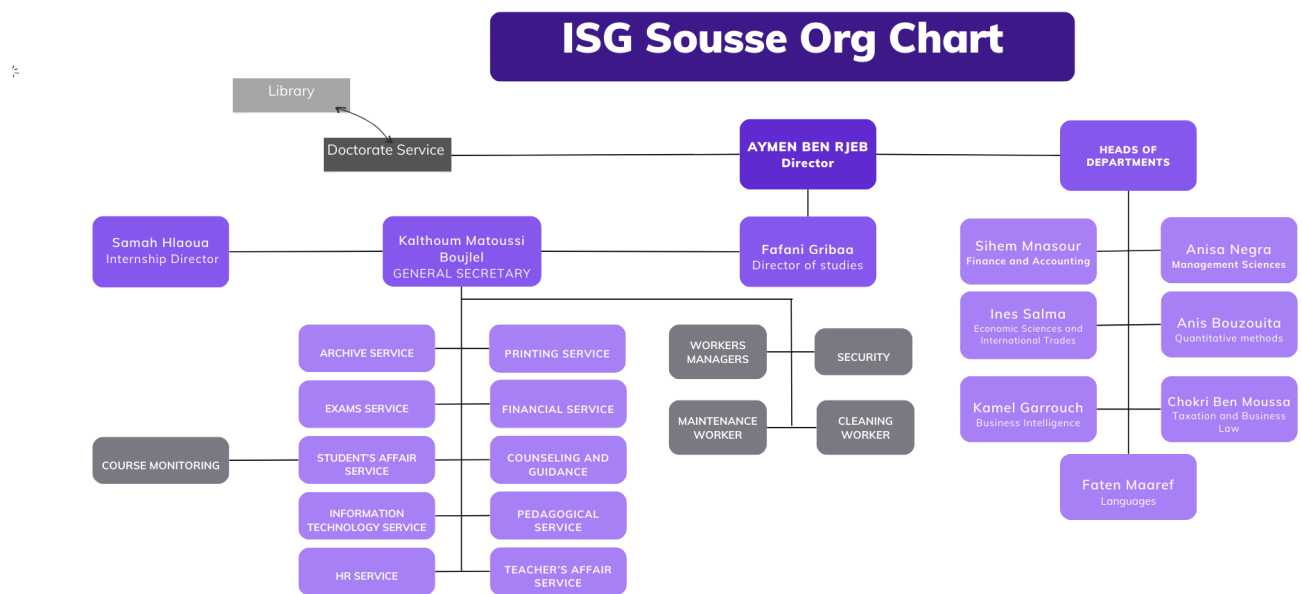 ISG Sousse Org Chart
Library
Doctorate Service
AYMEN BEN RJEB
Director
HEADS OF
DEPARTMENTS
Samah Hlaoua
Internship Director
Kalthoum Matoussi
Boujlel
GENERAL SECRETARY
Fafani Gribaa
Director of studies
Sihem Mnasour
Finance and Accounting
Anisa Negra
Management Sciences
Ines Salma
Economic Sciences and
International Trades
Anis Bouzouita
Quantitative methods
Kamel Garrouch
Business Intelligence
Chokri Ben Moussa
Taxation and Business
Law
Faten Maaref
Languages
ARCHIVE SERVICE
PRINTING SERVICE
EXAMS SERVICE
FINANCIAL SERVICE
COURSE MONITORING
STUDENT'S AFFAIR
SERVICE
COUNSELING AND
GUIDANCE
INFORMATION
TECHNOLOGY SERVICE
PEDAGOGICAL
SERVICE
HR SERVICE
TEACHER'S AFFAIR
SERVICE
WORKERS
MANAGERS
SECURITY
MAINTENANCE
WORKER
CLEANING
WORKER